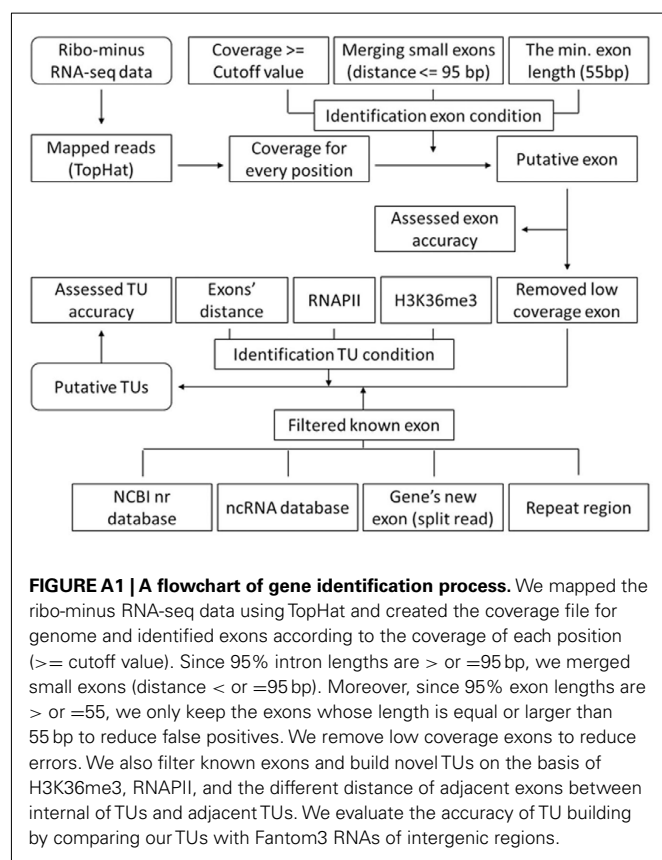 Ribo-minus
RNA-seq data
Coverage >=
Cutoff value
Merging small exons
(distance <= 95 bp)
The min. exon
length (55bp)
Identification exon condition
Mapped reads
(TopHat)
Coverage for
every position
Putative exon
Assessed exon
accuracy
Assessed TU
accuracy
Exons'
distance
RNAPII
H3K36me3
Removed low
coverage exon
Identification TU condition
Putative TUs
Filtered known exon
NCBI nr
database
ncRNA database
Gene's new
exon (split read)
Repeat region
FIGURE A1 | A flowchart of gene identification process. We mapped the
ribo-minus RNA-seq data using TopHat and created the coverage file for
genome and identified exons according to the coverage of each position
(>= cutoff value). Since 95% intron lengths are > or =95 bp, we merged
small exons (distance < or =95 bp). Moreover, since 95% exon lengths are
> or =55, we only keep the exons whose length is equal or larger than
55 bp to reduce false positives. We remove low coverage exons to reduce
errors. We also filter known exons and build novel TUs on the basis of
H3K36me3, RNAPII, and the different distance of adjacent exons between
internal of TUs and adjacent TUs. We evaluate the accuracy of TU building
by comparing our TUs with Fantom3 RNAs of intergenic regions.